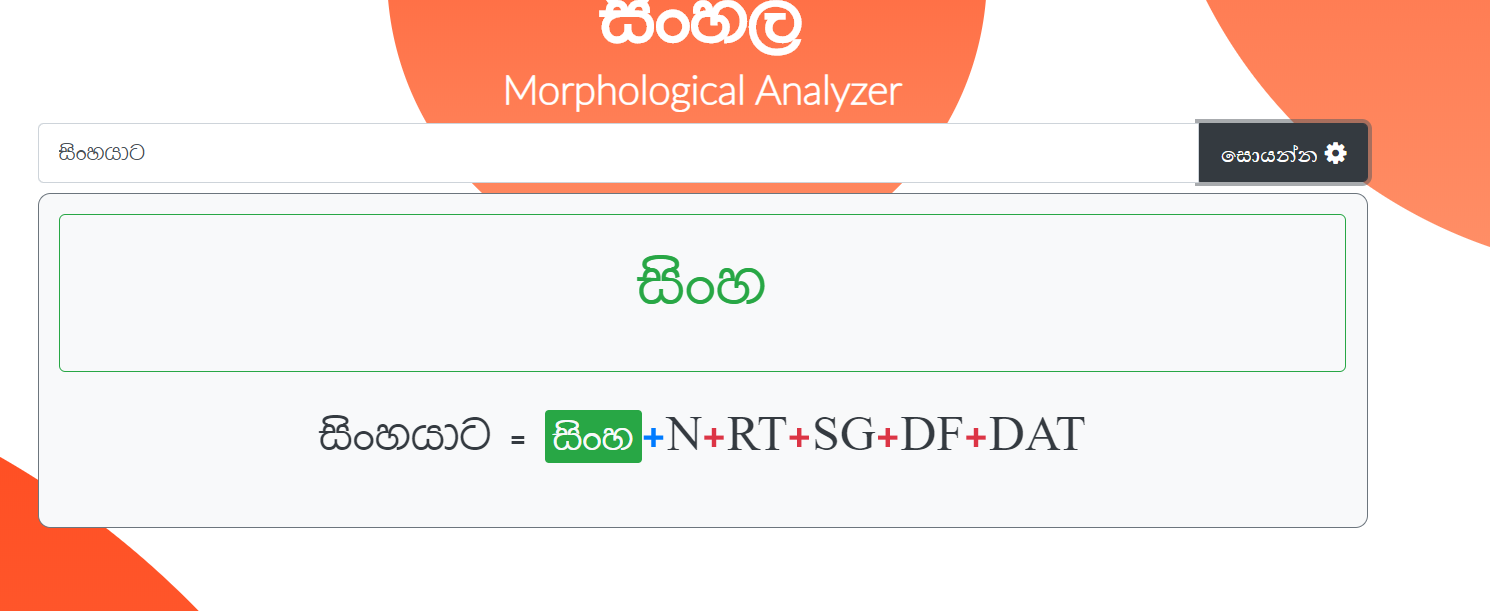 සිංහල
Morphological Analyzer
සිංහයාට
සොයන්න
සිංහ
සිංහයාට = සිංහ+N+RT+SG+DF+DAT